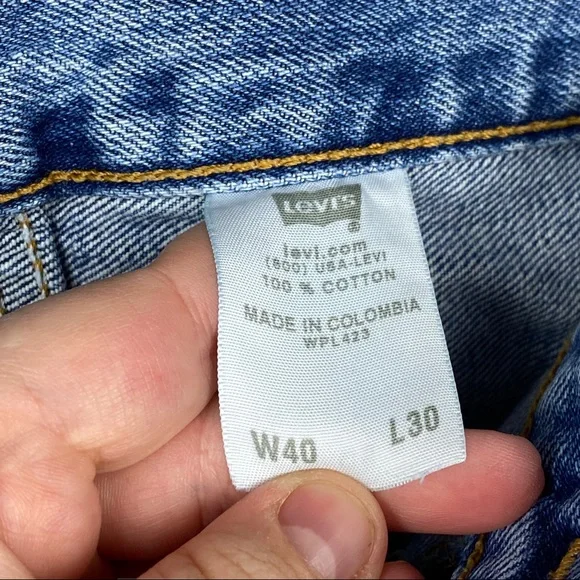 Levi's
®
levi.com
(800) USA-LEVI
100 % COTTON
MADE IN COLOMBIA
WPL423
W40 L30